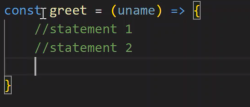 const greet = (uname) => {
    //statement 1
    //statement 2
}